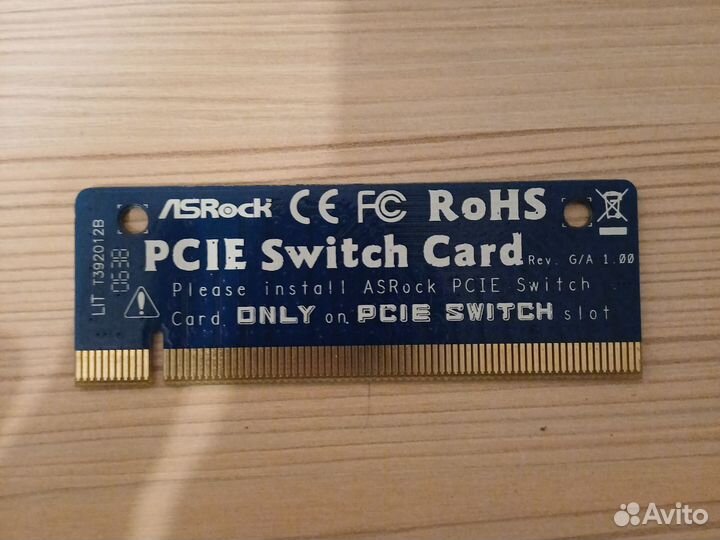 ASRock CE FC RoHS
PCIE Switch Card Rev. G/A 1.00
Please install ASRock PCIE Switch
Card ONLY on PCIE SWITCH slot
LIT T392012B
0638
Avito